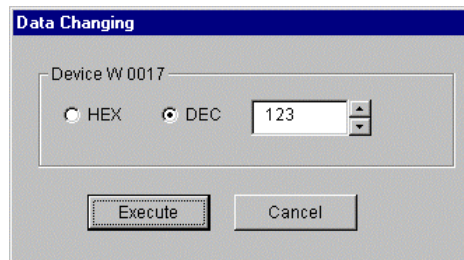 Data Changing
Device W 0017
HEX DEC 123
Execute Cancel